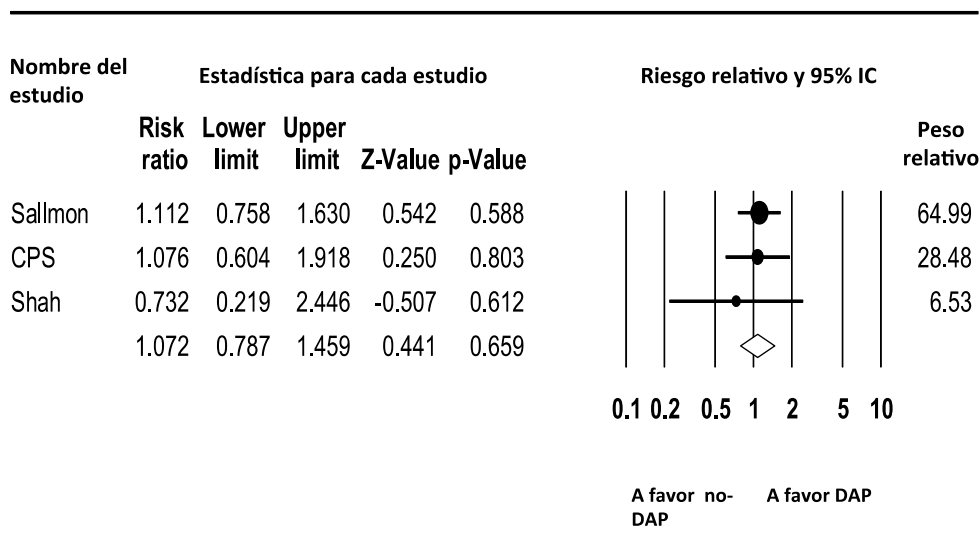 Nombre del estudio
Estadística para cada estudio
Riesgo relativo y 95% IC
Risk ratio Lower limit Upper limit Z-Value p-Value
Peso relativo
Sallmon 1.112 0.758 1.630 0.542 0.588 64.99
CPS 1.076 0.604 1.918 0.250 0.803 28.48
Shah 0.732 0.219 2.446 -0.507 0.612 6.53
1.072 0.787 1.459 0.441 0.659
0.1 0.2 0.5 1 2 5 10
A favor no-DAP
A favor DAP